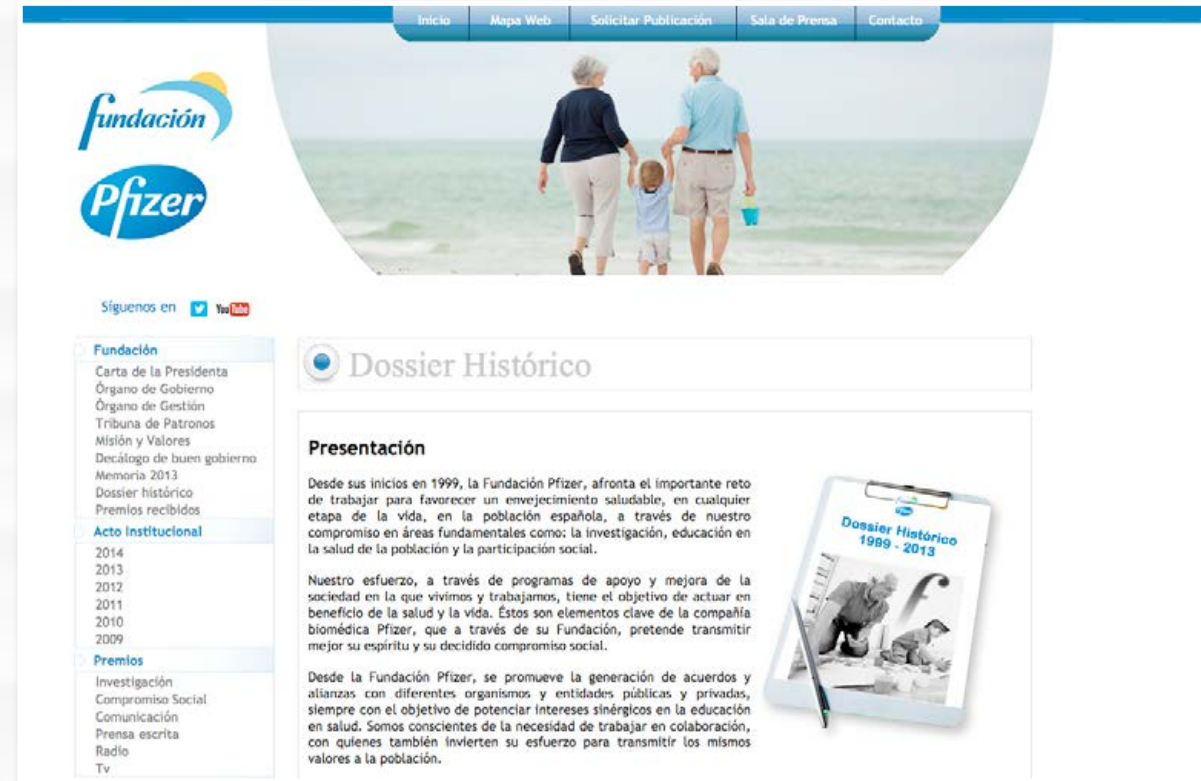 Inicio
Mapa Web
Solicitar Publicación
Sala de Prensa
Contacto
fundación
Pfizer
Síguenos en
You Tube
Fundación
Carta de la Presidenta
Órgano de Gobierno
Órgano de Gestión
Tribuna de Patronos
Misión y Valores
Decálogo de buen gobierno
Memoria 2013
Dossier histórico
Premios recibidos
Acto Institucional
2014
2013
2012
2011
2010
2009
Premios
Investigación
Compromiso Social
Comunicación
Prensa escrita
Radio
Tv
Dossier Histórico
Presentación
Desde sus inicios en 1999, la Fundación Pfizer, afronta el importante reto
de trabajar para favorecer un envejecimiento saludable, en cualquier
etapa de la vida, en la población española, a través de nuestro
compromiso en áreas fundamentales como: la investigación, educación en
la salud de la población y la participación social.
Nuestro esfuerzo, a través de programas de apoyo y mejora de la
sociedad en la que vivimos y trabajamos, tiene el objetivo de actuar en
beneficio de la salud y la vida. Éstos son elementos clave de la compañía
biomédica Pfizer, que a través de su Fundación, pretende transmitir
mejor su espíritu y su decidido compromiso social.
Desde la Fundación Pfizer, se promueve la generación de acuerdos y
alianzas con diferentes organismos y entidades públicas y privadas,
siempre con el objetivo de potenciar intereses sinérgicos en la educación
en salud. Somos conscientes de la necesidad de trabajar en colaboración,
con quienes también invierten su esfuerzo para transmitir los mismos
valores a la población.
Dossier Histórico
1999 - 2013